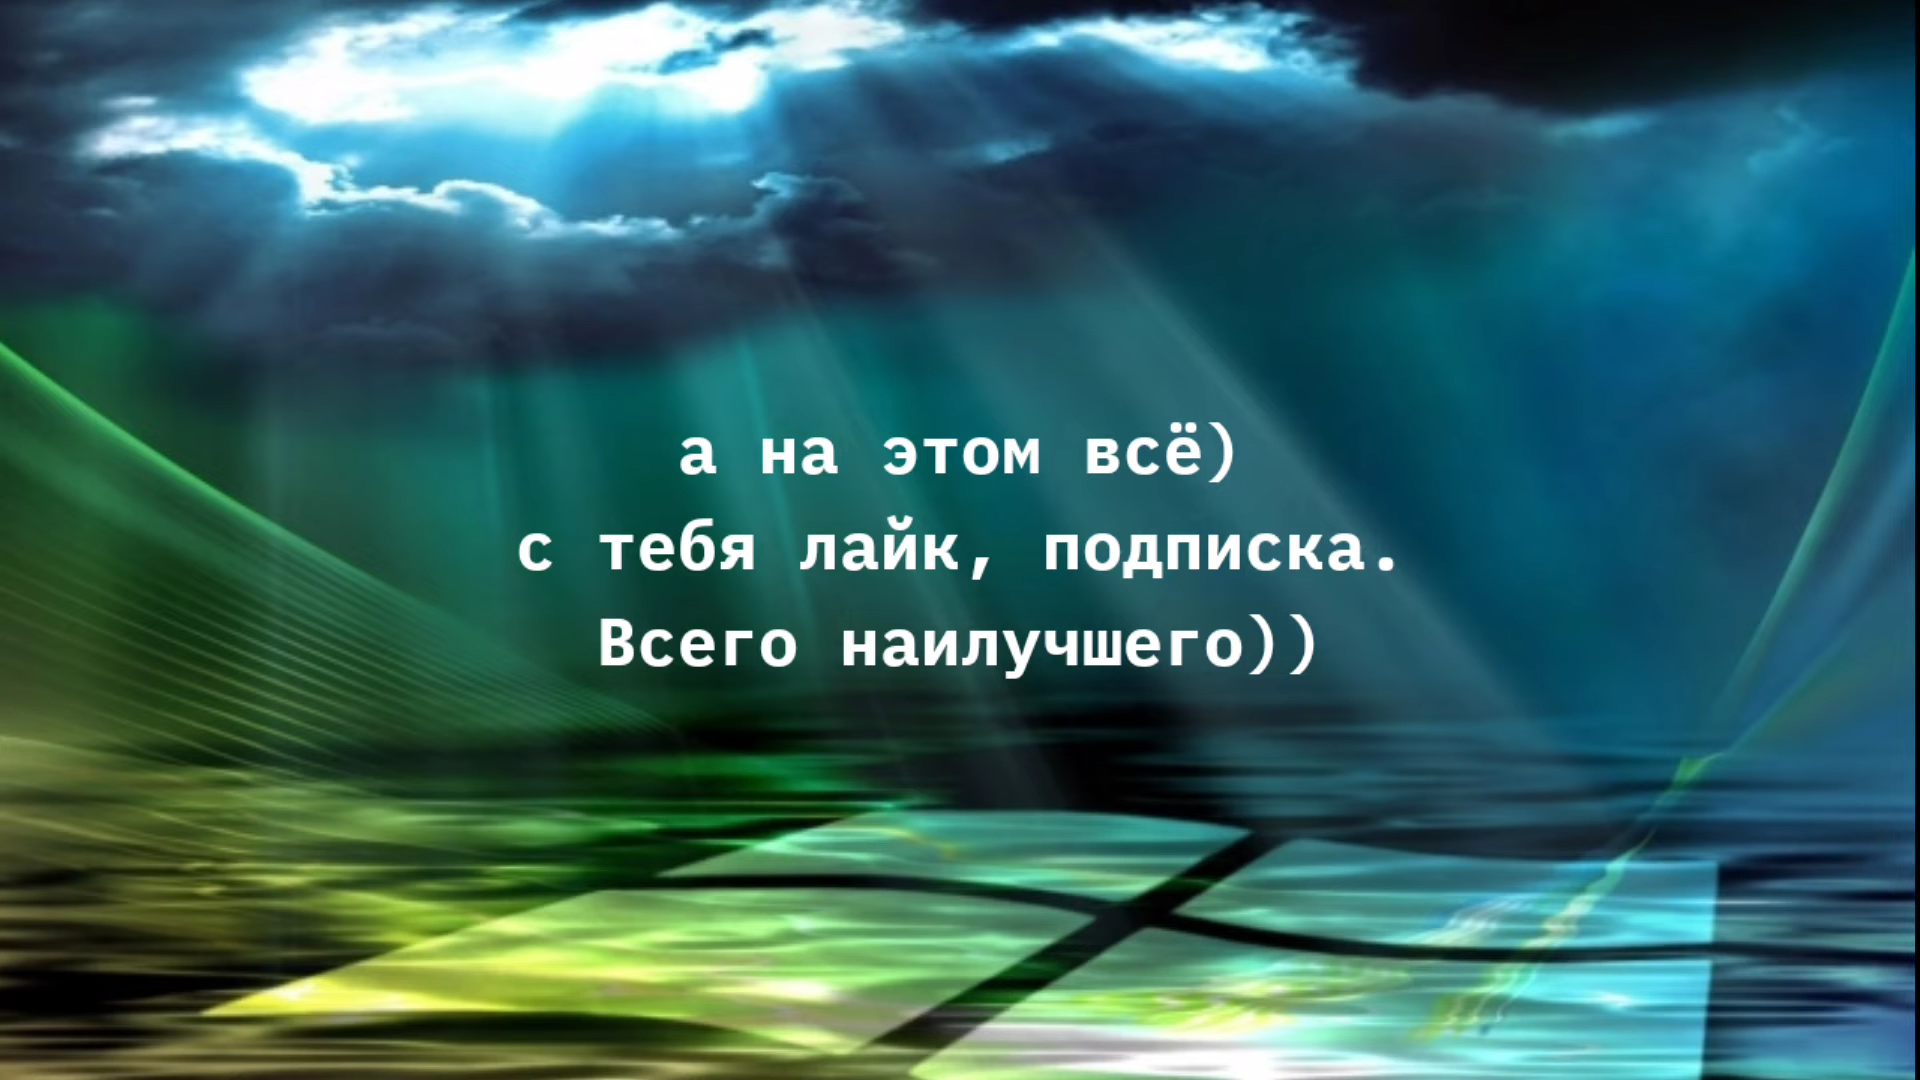 а на этом всё)
с тебя лайк, подписка.
Всего наилучшего))